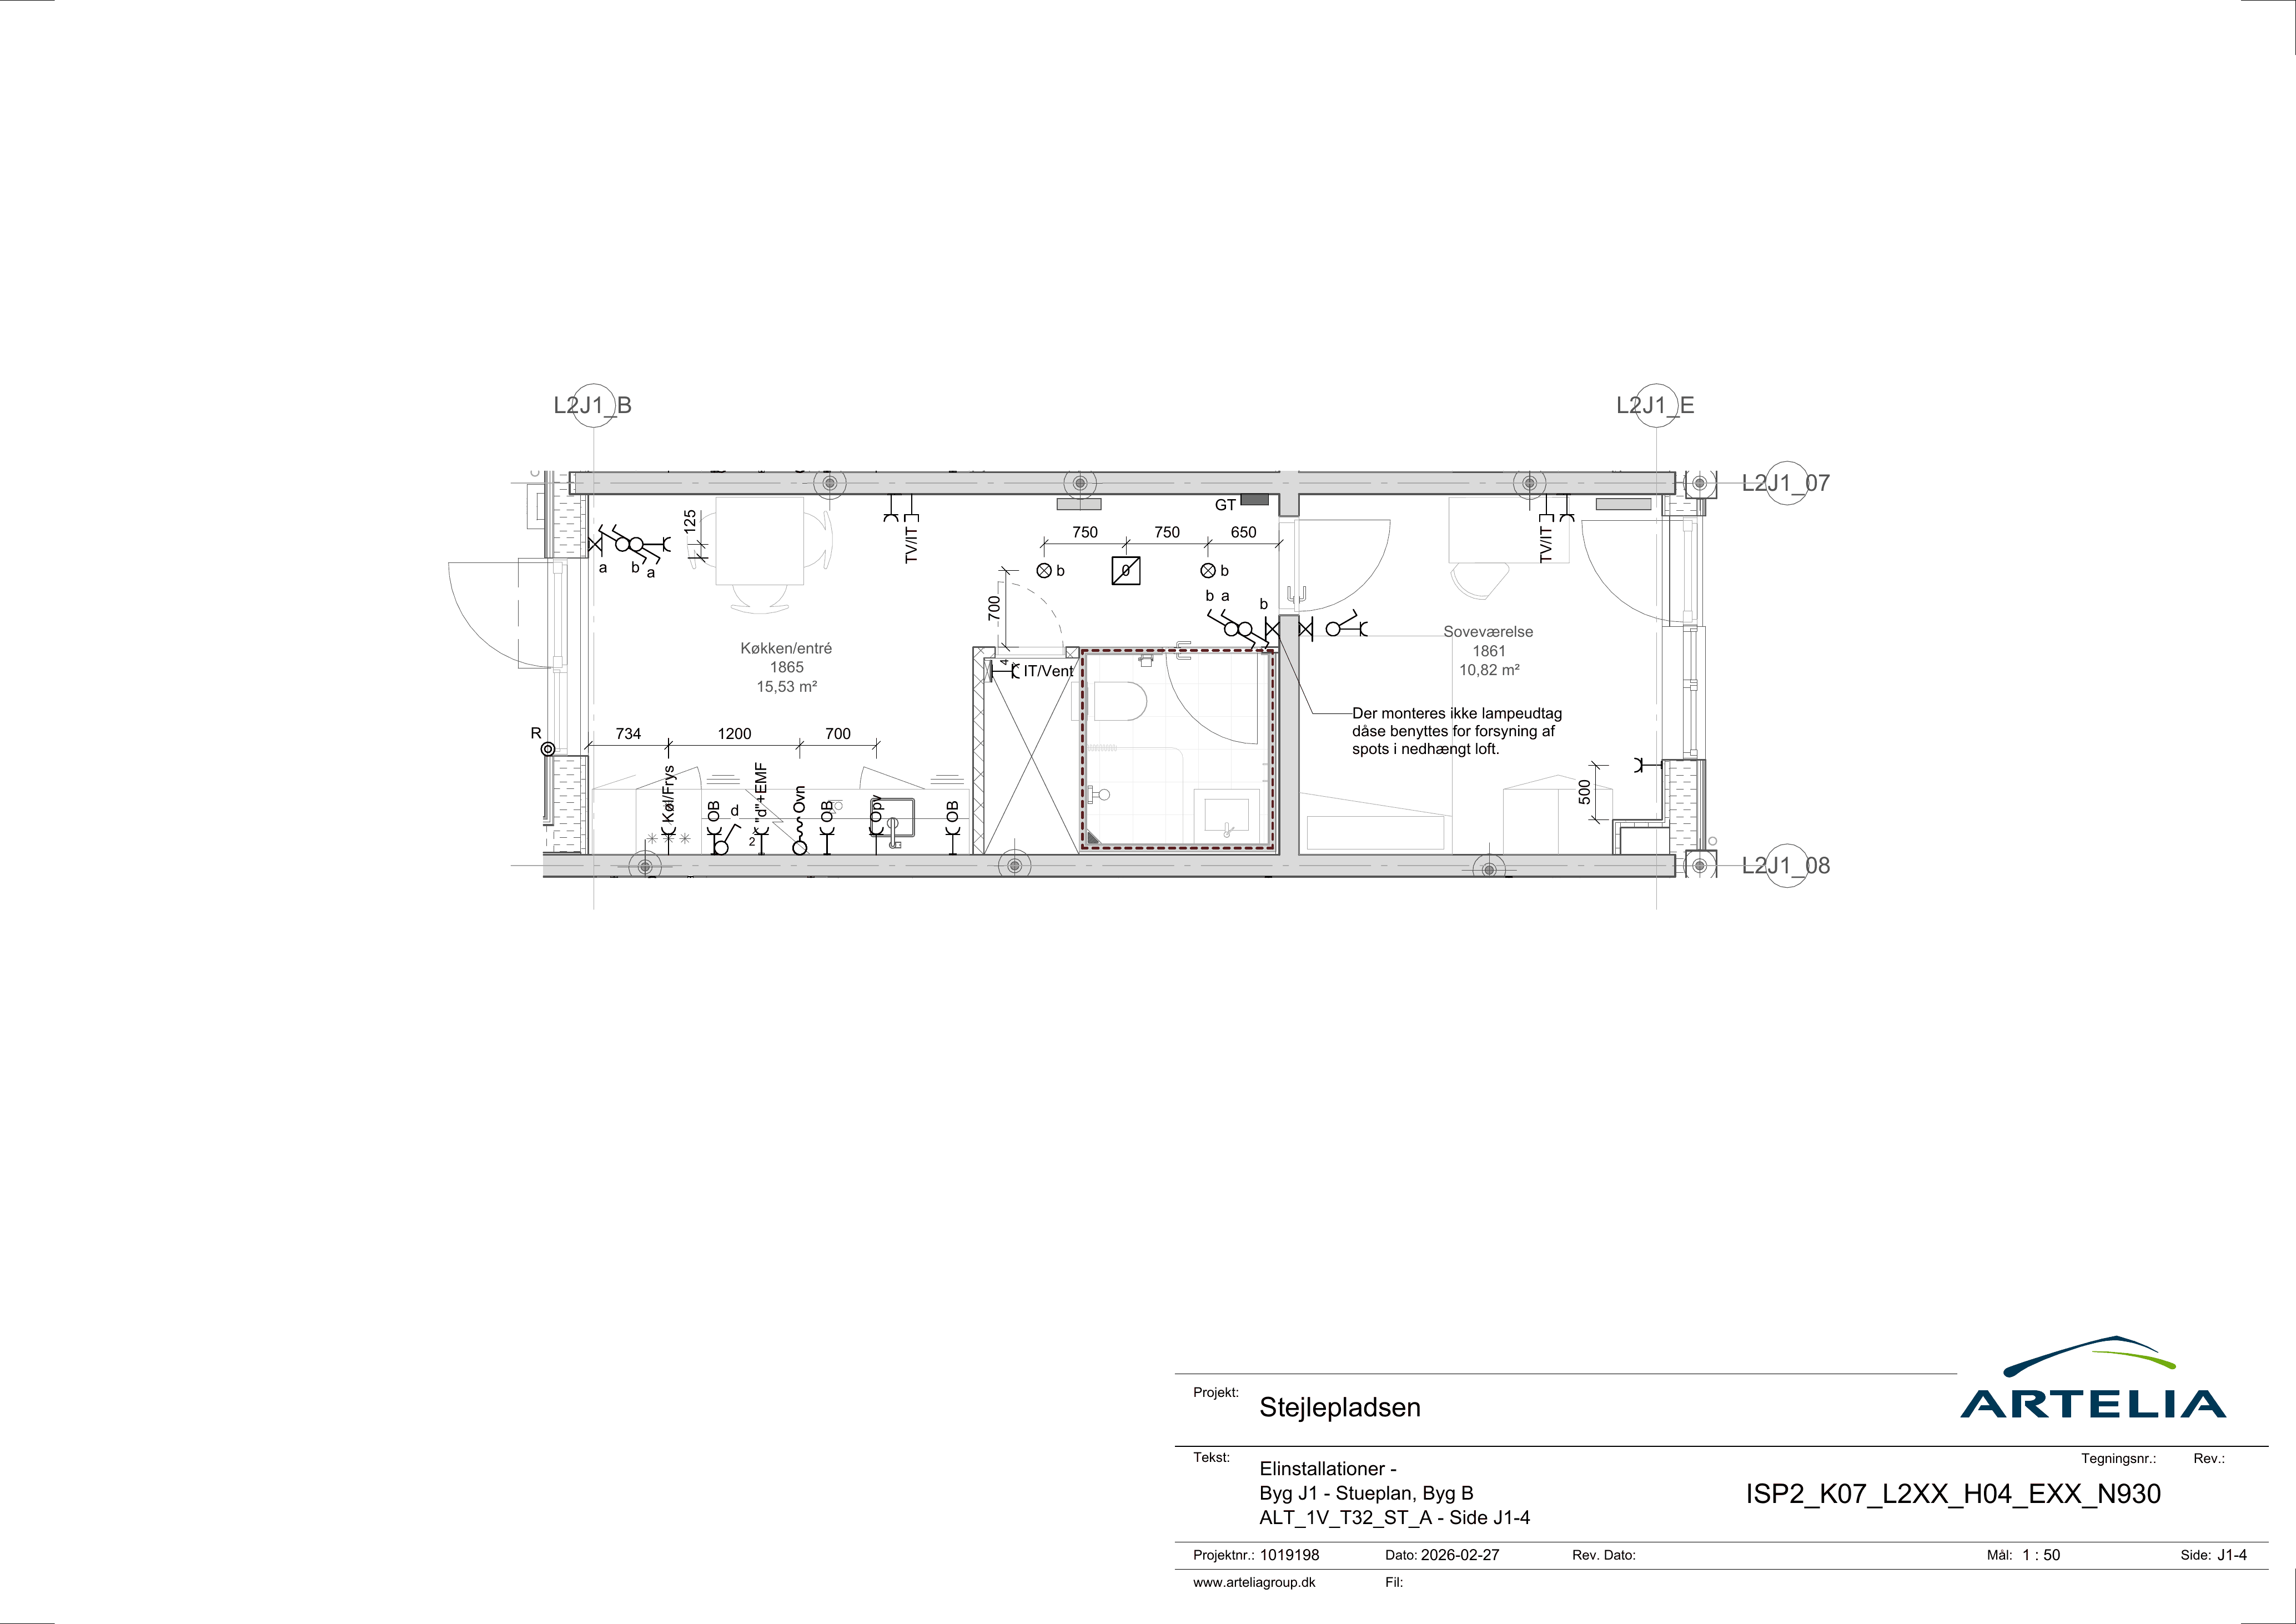 L2J1_B
L2J1_E
L2J1_07
GT
125
TV/IT
750
750
650
TV/IT
a
b
a
b
0
b
b a
b
700
Køkken/entré
1865
15,53 m²
Soveværelse
1861
10,82 m²
4
IT/Vent
Der monteres ikke lampeudtag
dåse benyttes for forsyning af
spots i nedhængt loft.
R
734
1200
700
500
Køl/Frys
OB
d
2
"d"+EMF
Ovn
OB
Opv
OB
L2J1_08
Projekt:
Stejlepladsen
ARTELIA
Tekst:
Elinstallationer -
Byg J1 - Stueplan, Byg B
ALT_1V_T32_ST_A - Side J1-4
Tegningsnr.:
Rev.:
ISP2_K07_L2XX_H04_EXX_N930
Projektnr.: 1019198
Dato: 2026-02-27
Rev. Dato:
Mål: 1 : 50
Side: J1-4
www.arteliagroup.dk
Fil: